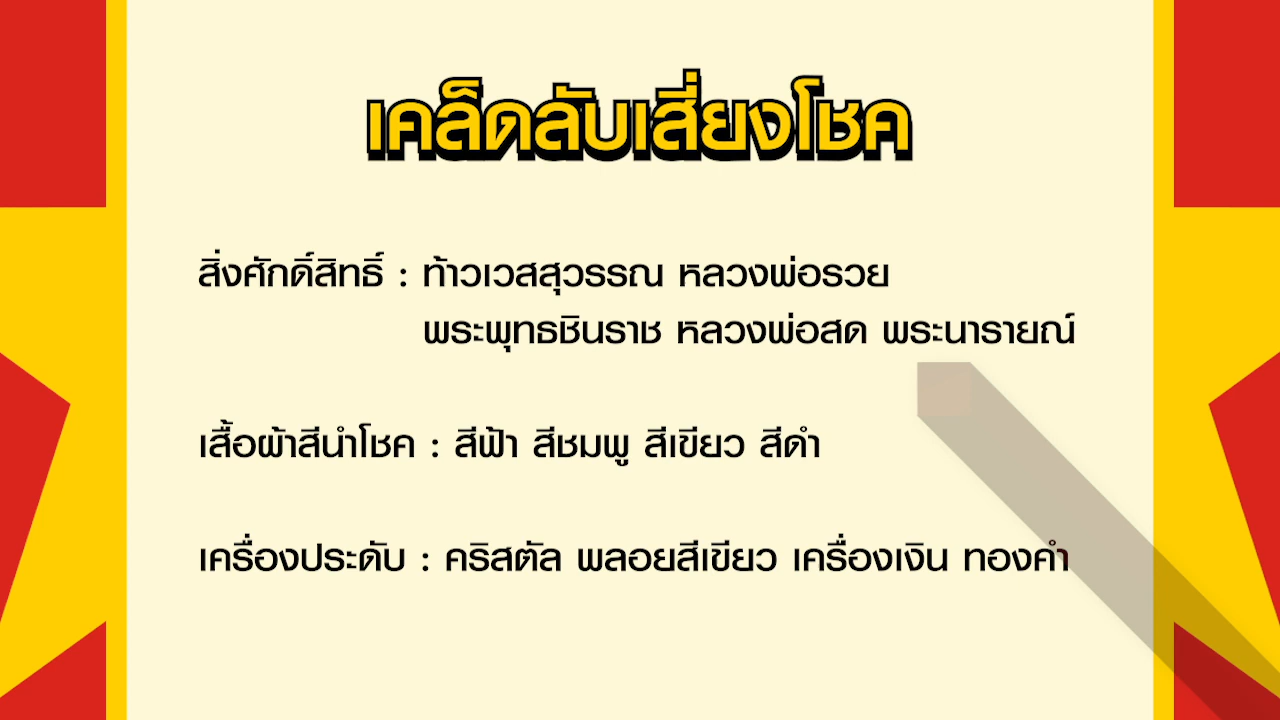 เคล็ดลับเสี่ยงโชค
สิ่งศักดิ์สิทธิ์ : ท้าวเวสสุวรรณ หลวงพ่อรวย
พระพุทธชินราช หลวงพ่อสด พระนารายณ์
เสื้อผ้าสีนำโชค : สีฟ้า สีชมพู สีเขียว สีดำ
เครื่องประดับ : คริสตัล พลอยสีเขียว เครื่องเงิน ทองคำ